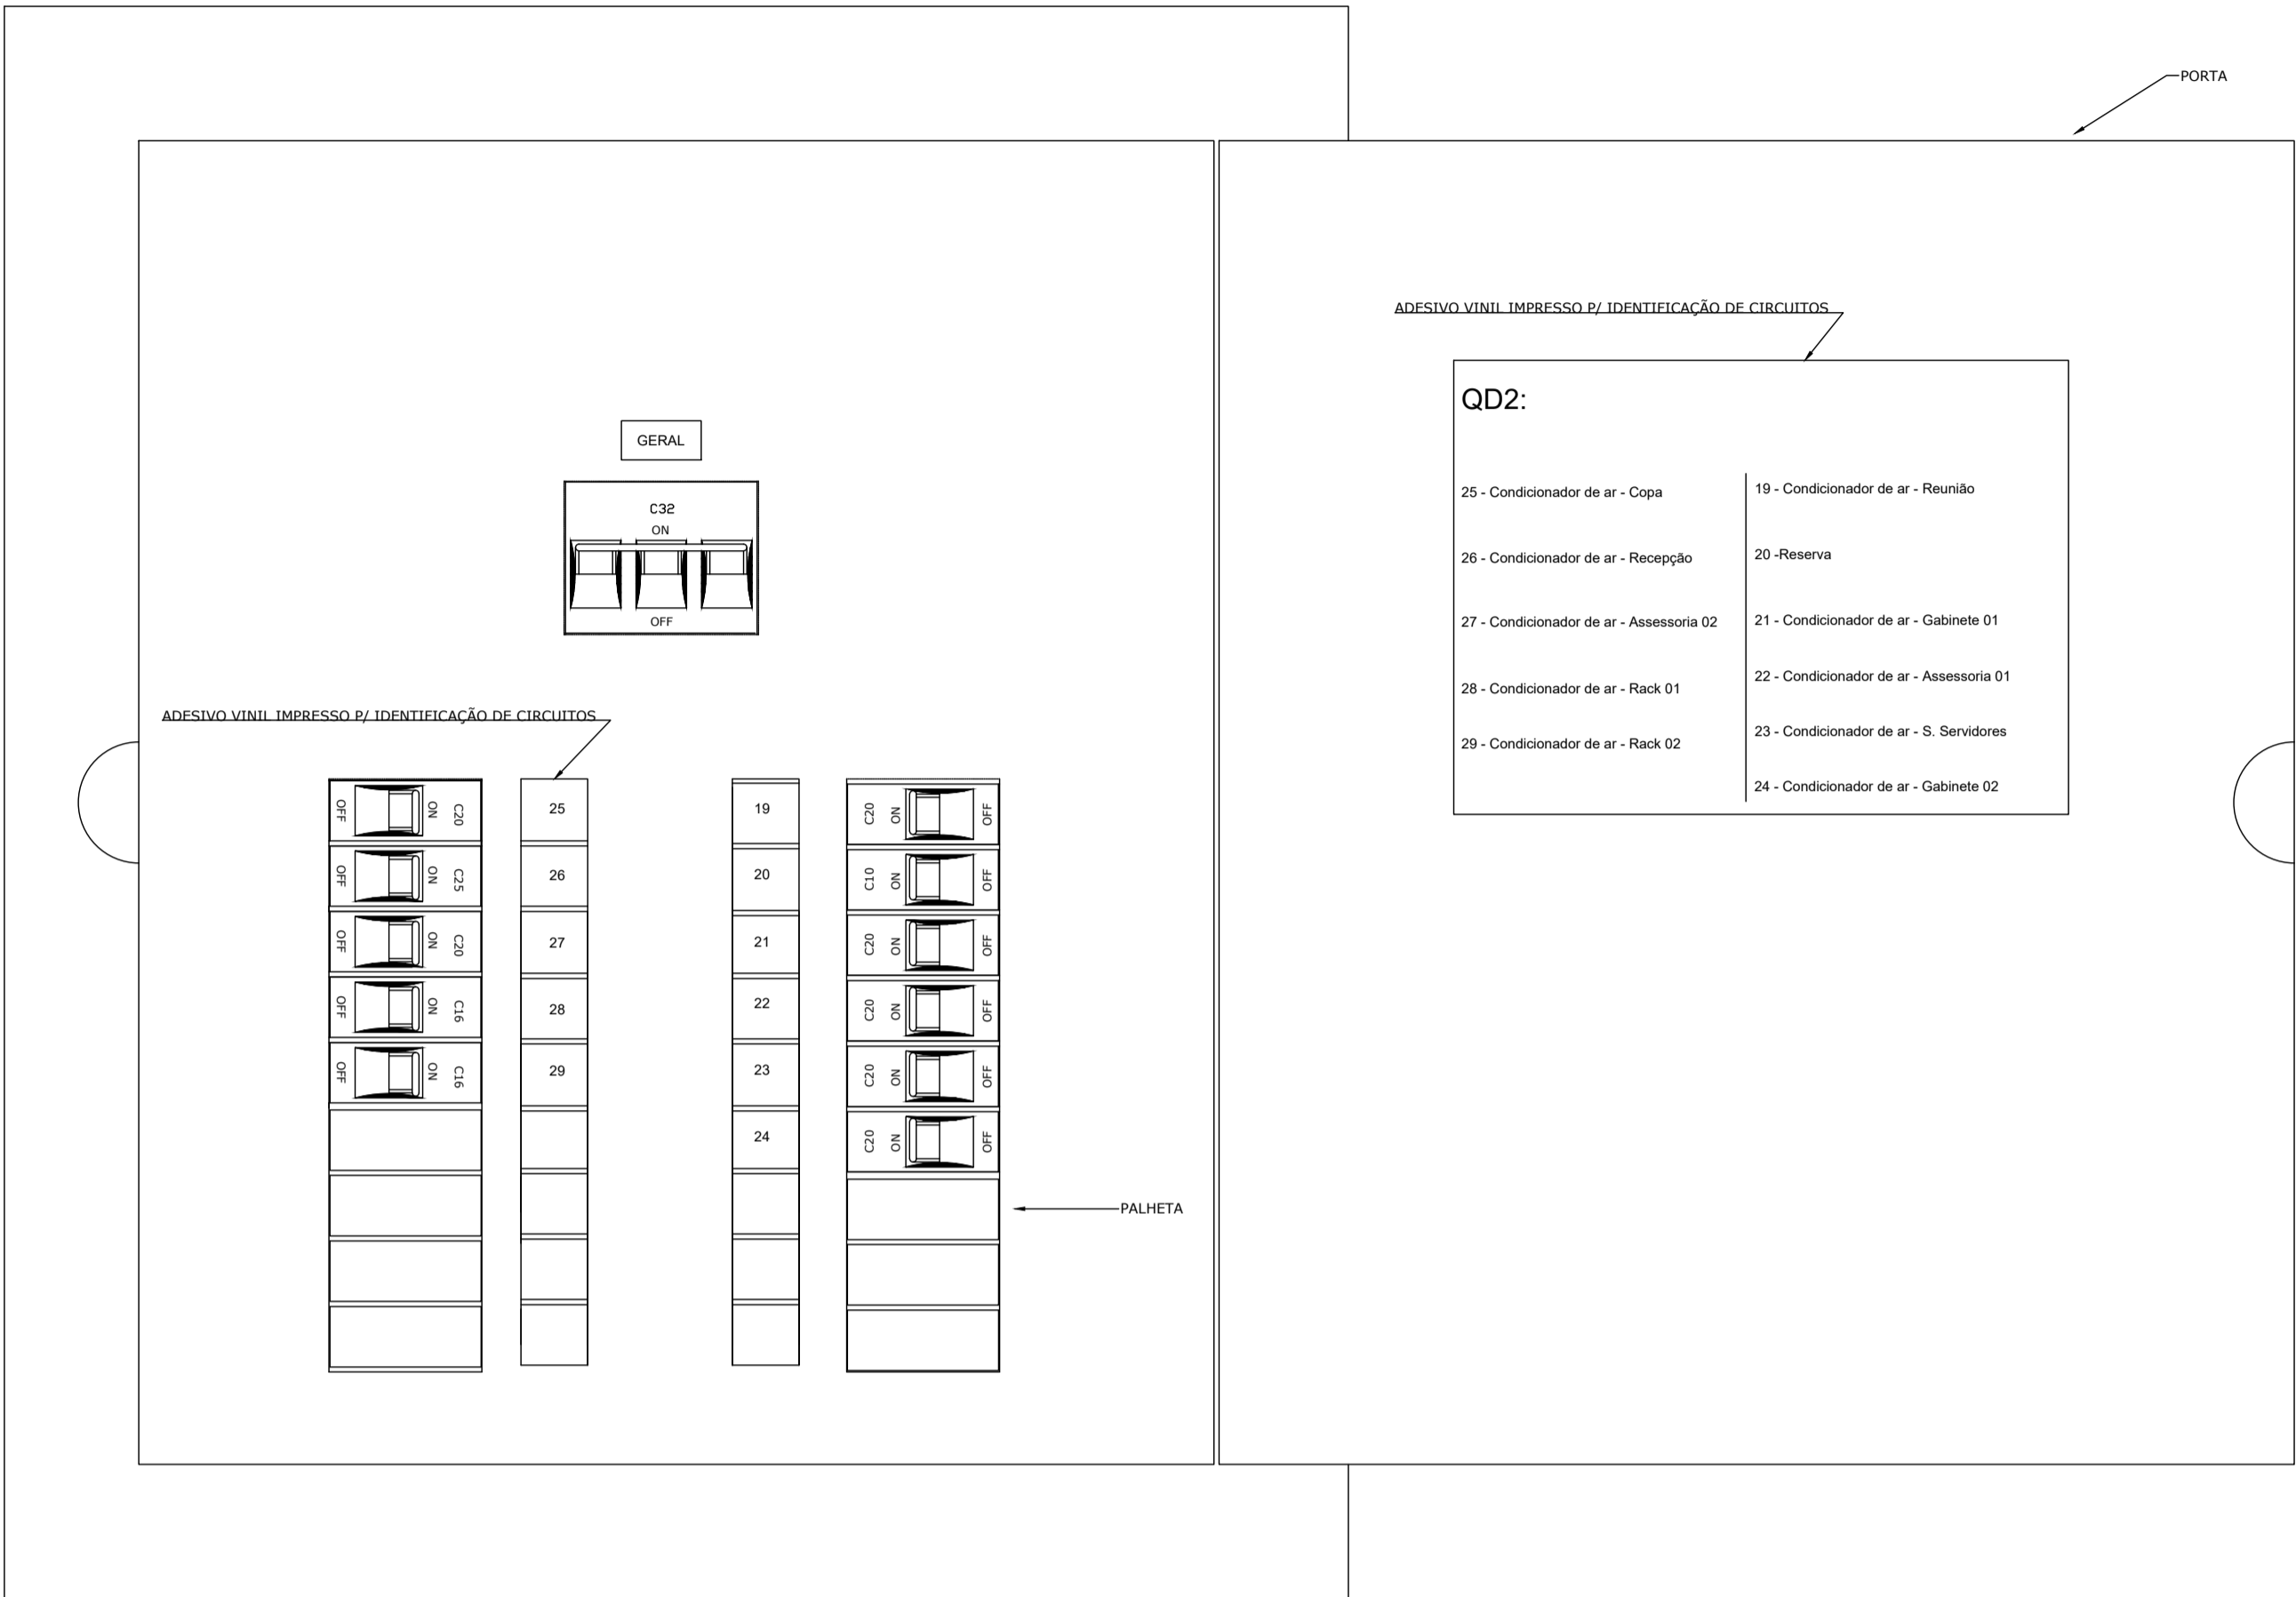 PORTA
ADESIVO VINIL IMPRESSO P/ IDENTIFICAÇÃO DE CIRCUITOS
QD2:
25 - Condicionador de ar - Copa
26 - Condicionador de ar - Recepção
27 - Condicionador de ar - Assessoria 02
28 - Condicionador de ar - Rack 01
29 - Condicionador de ar - Rack 02
19 - Condicionador de ar - Reunião
20 -Reserva
21 - Condicionador de ar - Gabinete 01
22 - Condicionador de ar - Assessoria 01
23 - Condicionador de ar - S. Servidores
24 - Condicionador de ar - Gabinete 02
GERAL
C32
ON
OFF
ADESIVO VINIL IMPRESSO P/ IDENTIFICAÇÃO DE CIRCUITOS
OFF ON C20 25 19 C20 ON OFF
OFF ON C25 26 20 C10 ON OFF
OFF ON C20 27 21 C20 ON OFF
OFF ON C16 28 22 C20 ON OFF
OFF ON C16 29 23 C20 ON OFF
24 C20 ON OFF
PALHETA